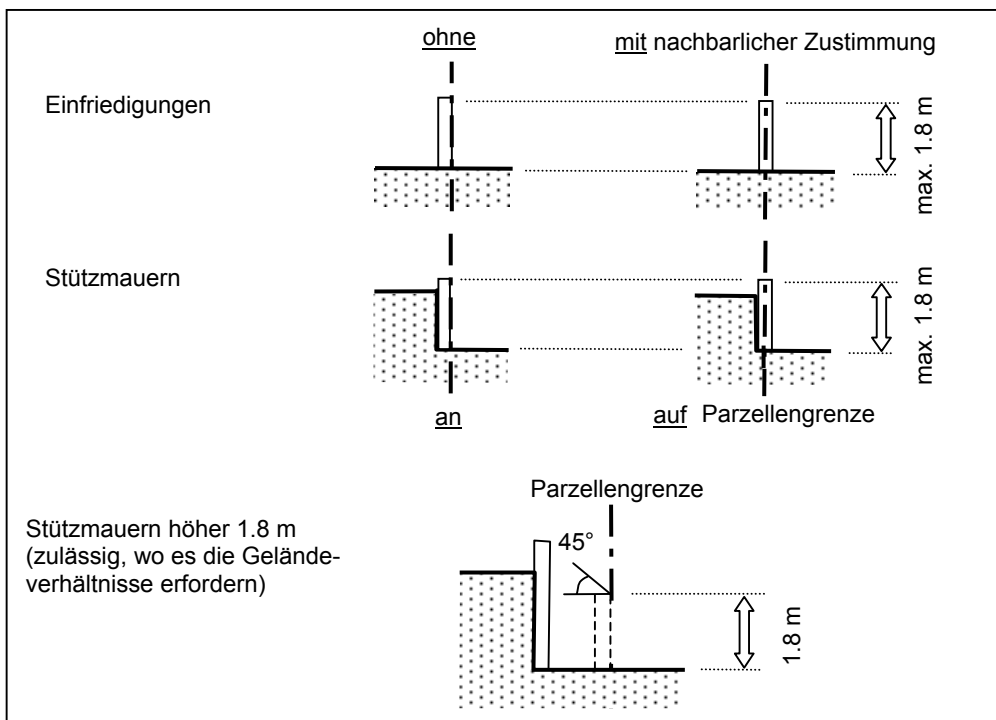 ohne
mit nachbarlicher Zustimmung
Einfriedigungen
max. 1.8 m
Stützmauern
max. 1.8 m
an
auf Parzellengrenze
Parzellengrenze
Stützmauern höher 1.8 m
(zulässig, wo es die Gelände-
verhältnisse erfordern)
45°
1.8 m